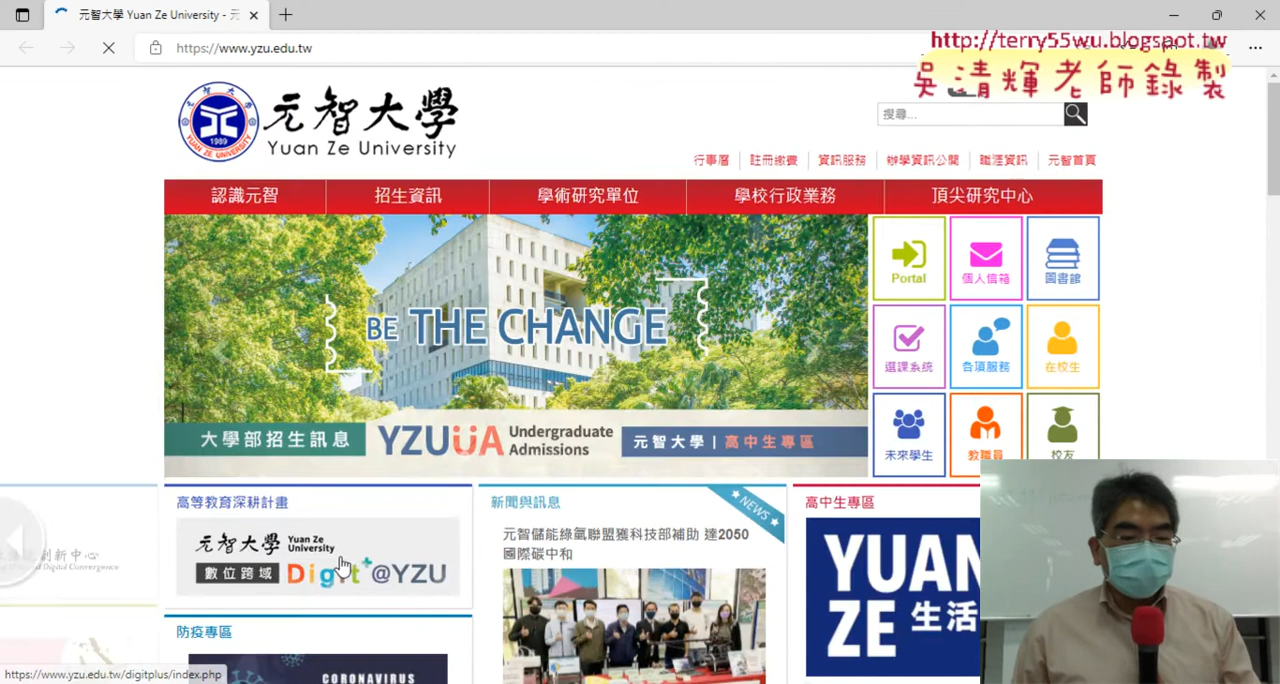 元智大學 Yuan Ze University - 元
https://www.yzu.edu.tw
http://terry55wu.blogspot.tw
吳清輝老師錄製
元智大學
Yuan Ze University
YUAN ZE UNIVERSITY
1989
搜尋...
行事曆
註冊繳費
資訊服務
辦學資訊公開
職涯資訊
元智首頁
認識元智
招生資訊
學術研究單位
學校行政業務
頂尖研究中心
BE THE CHANGE
大學部招生訊息
YZU UA
Undergraduate
Admissions
元智大學 | 高中生專區
Portal
個人信箱
圖書館
選課系統
各項服務
在校生
未來學生
教職員
校友
高等教育深耕計畫
元智大學 Yuan Ze
University
數位跨域 Digit+@YZU
防疫專區
CORONAVIRUS
新聞與訊息
NEWS
元智儲能綠氫聯盟獲科技部補助 達2050
國際碳中和
高中生專區
YUAN
ZE 生活
創新中心
Digital Convergence
https://www.yzu.edu.tw/digitplus/index.php